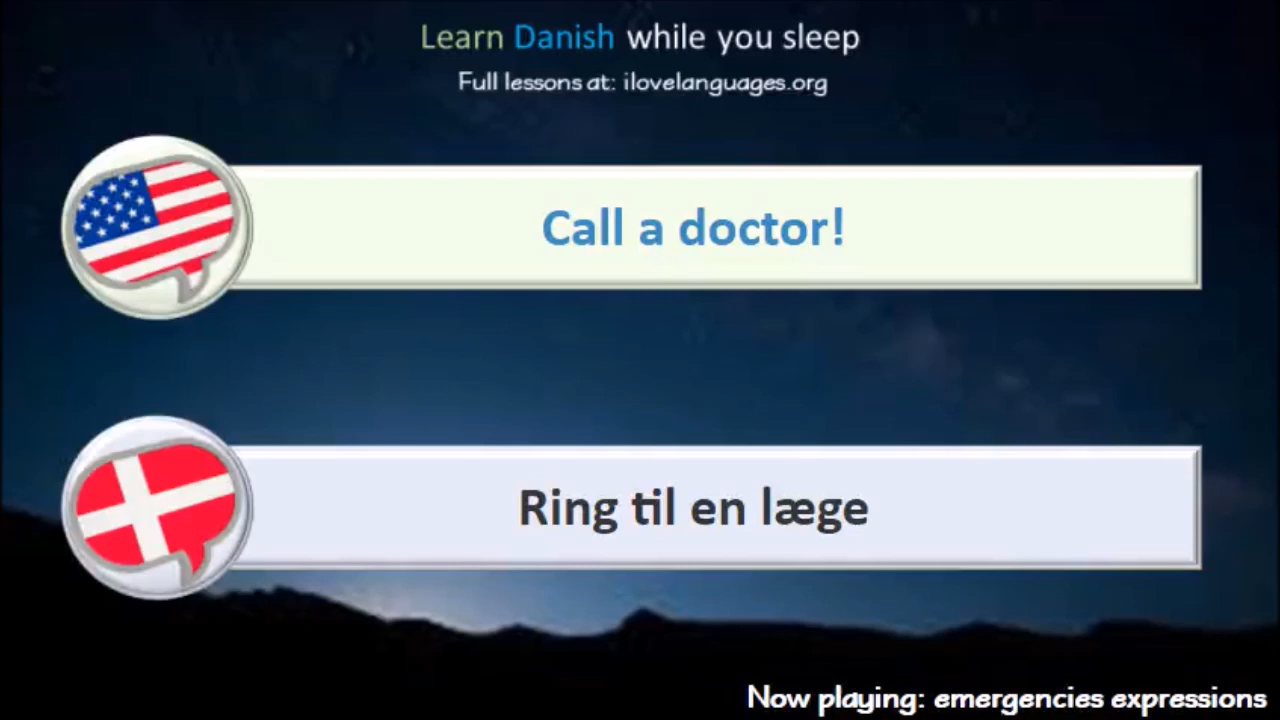 Learn Danish while you sleep
Full lessons at: ilovelanguages.org
Call a doctor!
Ring til en læge
Now playing: emergencies expressions